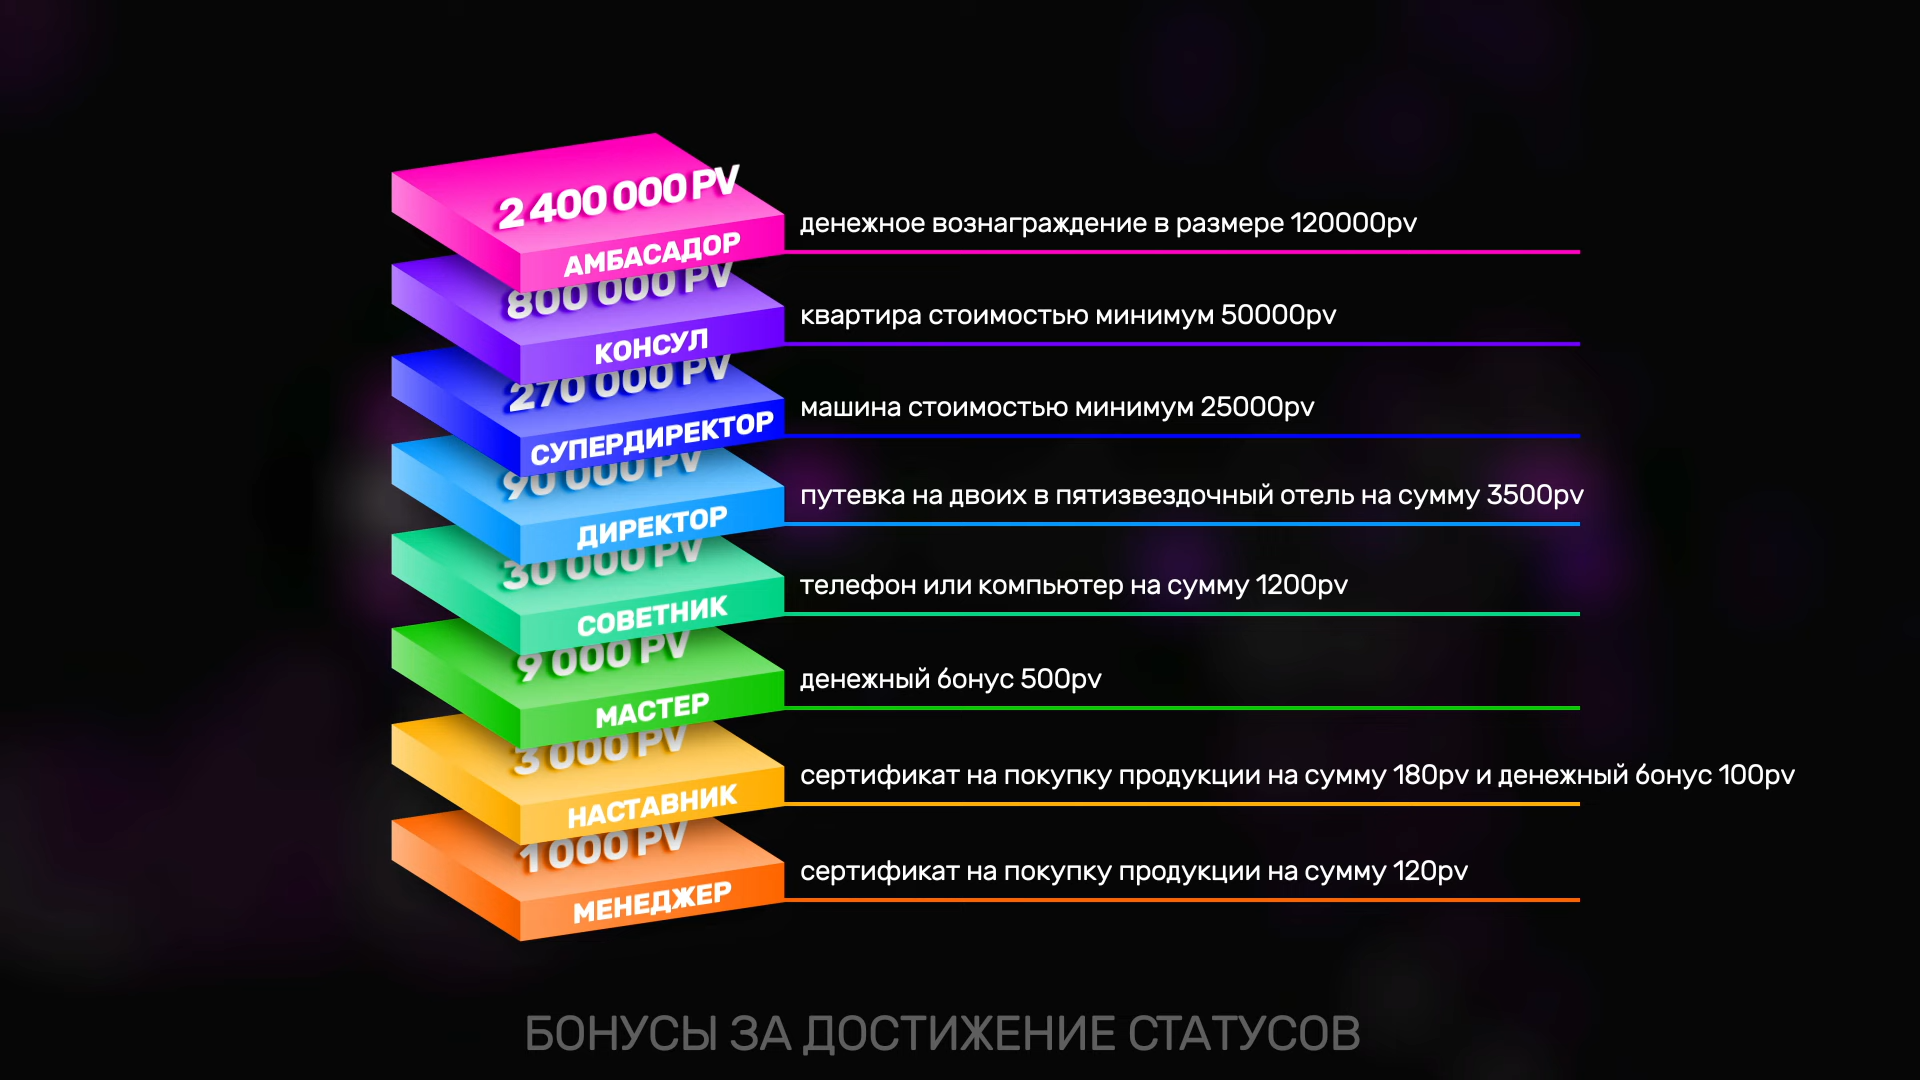 2 400 000 PV
АМБАСАДОР
денежное вознаграждение в размере 120000pv
800 000 PV
КОНСУЛ
квартира стоимостью минимум 50000pv
270 000 PV
СУПЕРДИРЕКТОР
машина стоимостью минимум 25000pv
90 000 PV
ДИРЕКТОР
путевка на двоих в пятизвездочный отель на сумму 3500pv
30 000 PV
СОВЕТНИК
телефон или компьютер на сумму 1200pv
9 000 PV
МАСТЕР
денежный бонус 500pv
3 000 PV
НАСТАВНИК
сертификат на покупку продукции на сумму 180pv и денежный бонус 100pv
1 000 PV
МЕНЕДЖЕР
сертификат на покупку продукции на сумму 120pv
БОНУСЫ ЗА ДОСТИЖЕНИЕ СТАТУСОВ